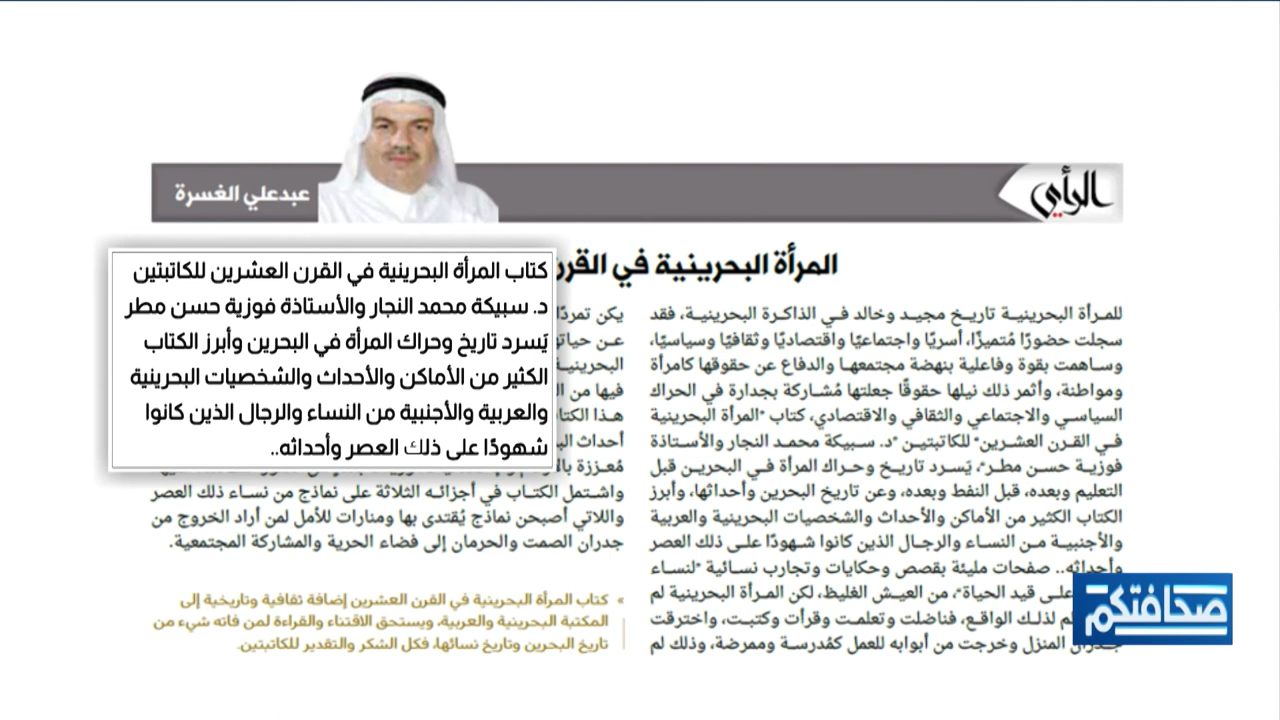 الرأي
عبدعلي الغسرة
المرأة البحرينية في القرن
كتاب المرأة البحرينية في القرن العشرين للكاتبتين
د. سبيكة محمد النجار والأستاذة فوزية حسن مطر
يَسرد تاريخ وحراك المرأة في البحرين وأبرز الكتاب
الكثير من الأماكن والأحداث والشخصيات البحرينية
والعربية والأجنبية من النساء والرجال الذين كانوا
شهودًا على ذلك العصر وأحداثه..
للمرأة البحرينية تاريخ مجيد وخالد في الذاكرة البحرينية، فقد
سجلت حضورًا مُتميزًا، أسريًا واجتماعيًا واقتصاديًا وثقافيًا وسياسيًا،
وساهمت بقوة وفاعلية بنهضة مجتمعها والدفاع عن حقوقها كامرأة
ومواطنة، وأثمر ذلك نيلها حقوقًا جعلتها مُشاركة بجدارة في الحراك
السياسي والاجتماعي والثقافي والاقتصادي، كتاب "المرأة البحرينية
في القرن العشرين" للكاتبتين "د. سبيكة محمد النجار والأستاذة
فوزية حسن مطر"، يَسرد تاريخ وحراك المرأة في البحرين قبل
التعليم وبعده، قبل النفط وبعده، وعن تاريخ البحرين وأحداثها، وأبرز
الكتاب الكثير من الأماكن والأحداث والشخصيات البحرينية والعربية
والأجنبية من النساء والرجال الذين كانوا شهودًا على ذلك العصر
وأحداثه.. صفحات مليئة بقصص وحكايات وتجارب نسائية "لنساء
على قيد الحياة"، من العيش الغليظ، لكن المرأة البحرينية لم
لذلك الواقع، فناضلت وتعلمت وقرأت وكتبت، واخترقت
جدران المنزل وخرجت من أبوابه للعمل كمُدرسة وممرضة، وذلك لم
يكن تمردًا
عن
فيها من
هذا
أحداث
مُعززة
واشتمل الكتاب في أجزائه الثلاثة على نماذج من نساء ذلك العصر
واللاتي أصبحن نماذج يُقتدى بها ومنارات للأمل لمن أراد الخروج من
جدران الصمت والحرمان إلى فضاء الحرية والمشاركة المجتمعية.
» كتاب المرأة البحرينية في القرن العشرين إضافة ثقافية وتاريخية إلى
المكتبة البحرينية والعربية، ويستحق الاقتناء والقراءة لمن فاته شيء من
تاريخ البحرين وتاريخ نسائها، فكل الشكر والتقدير للكاتبتين.
صحافتكم